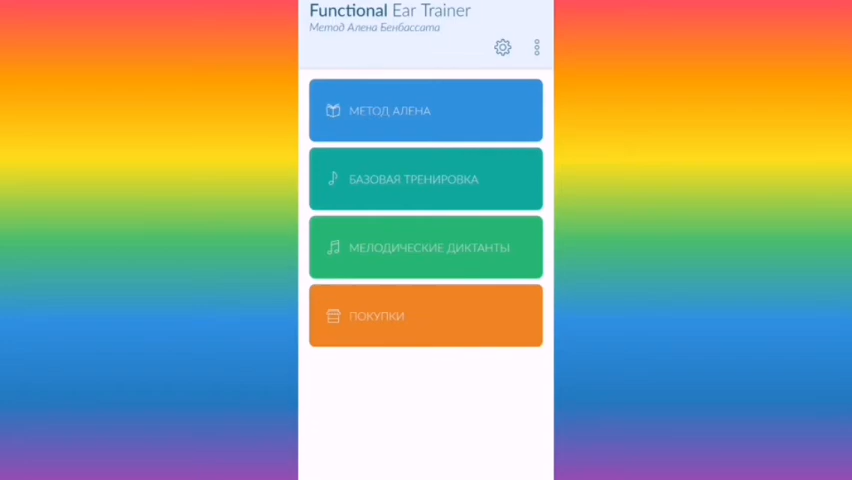 Functional Ear Trainer
Метод Алена Бенбассата
МЕТОД АЛЕНА
БАЗОВАЯ ТРЕНИРОВКА
МЕЛОДИЧЕСКИЕ ДИКТАНТЫ
ПОКУПКИ